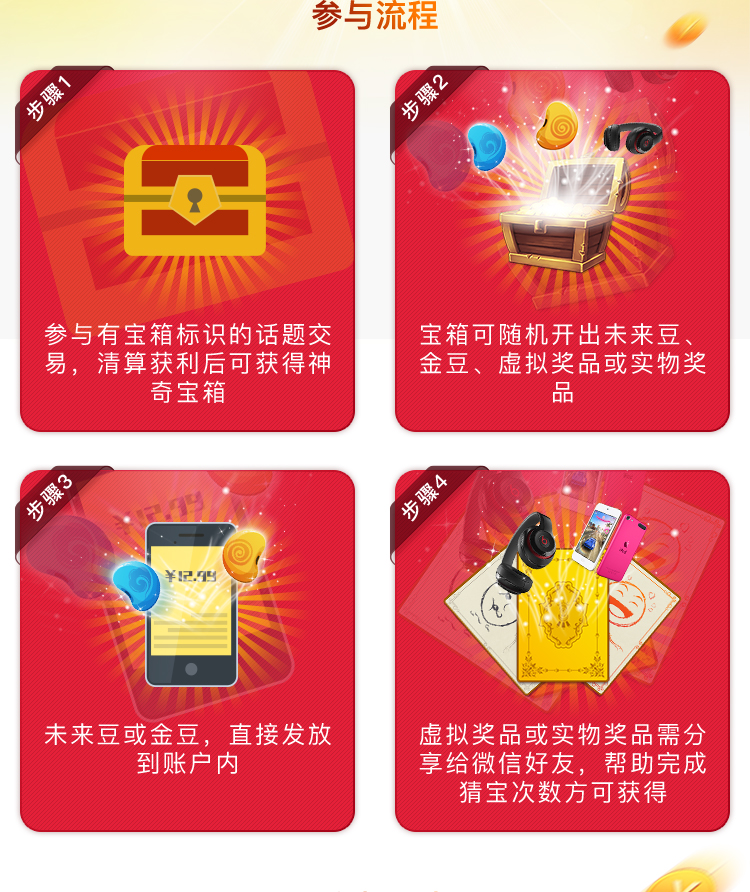 参与流程
步骤1
参与有宝箱标识的话题交
易，清算获利后可获得神
奇宝箱
步骤2
宝箱可随机开出未来豆、
金豆、虚拟奖品或实物奖
品
步骤3
¥12.99
¥12.99
未来豆或金豆，直接发放
到账户内
步骤4
虚拟奖品或实物奖品需分
享给微信好友，帮助完成
猜宝次数方可获得